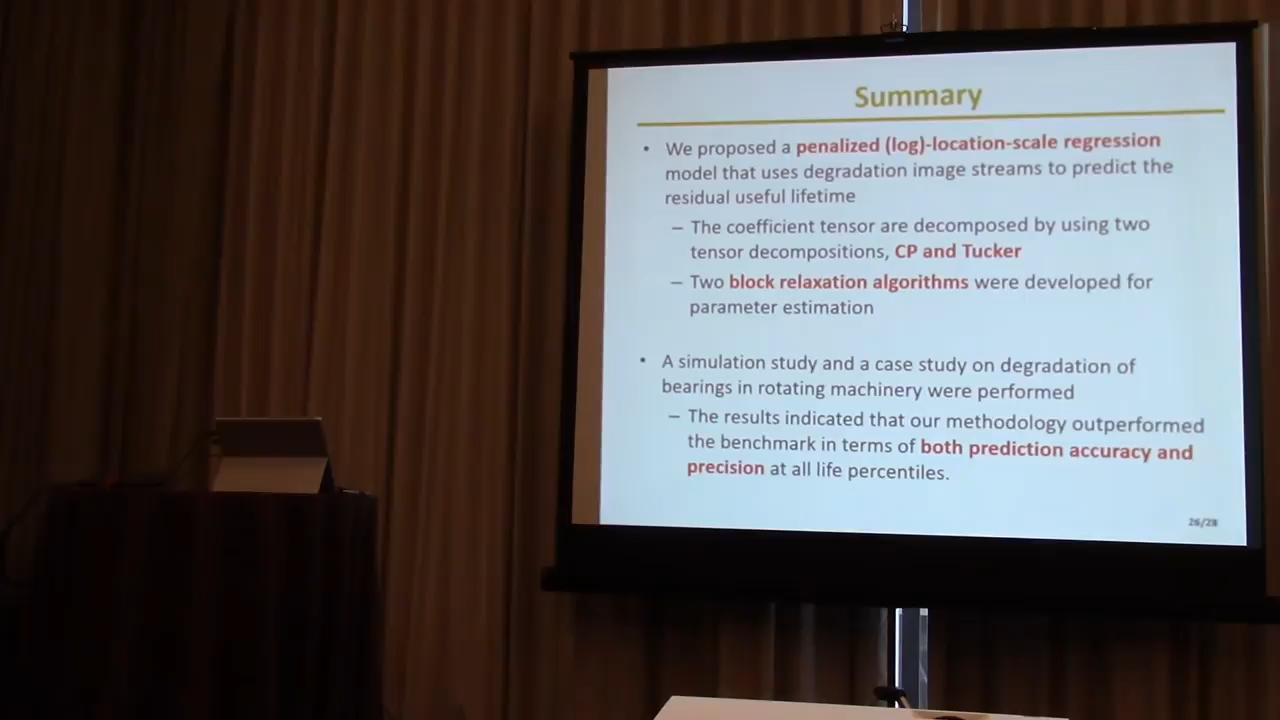 Summary
• We proposed a penalized (log)-location-scale regression
model that uses degradation image streams to predict the
residual useful lifetime
– The coefficient tensor are decomposed by using two
tensor decompositions, CP and Tucker
– Two block relaxation algorithms were developed for
parameter estimation
• A simulation study and a case study on degradation of
bearings in rotating machinery were performed
– The results indicated that our methodology outperformed
the benchmark in terms of both prediction accuracy and
precision at all life percentiles.
26/28